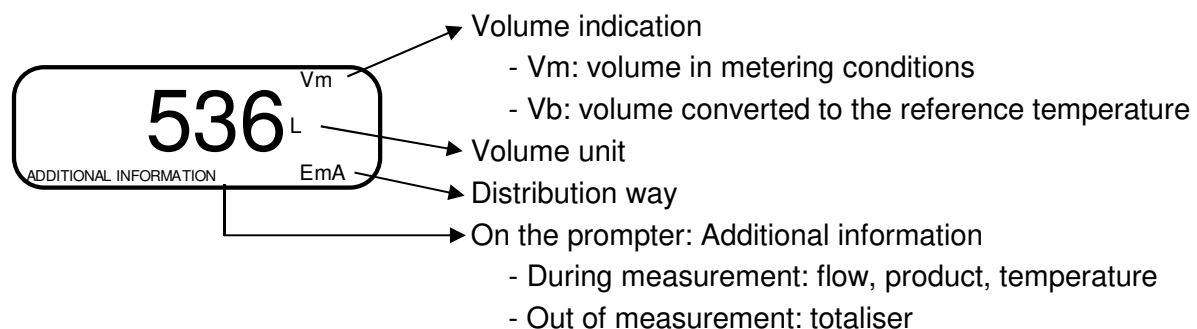 Vm
536 L
ADDITIONAL INFORMATION EmA
Volume indication
- Vm: volume in metering conditions
- Vb: volume converted to the reference temperature
Volume unit
Distribution way
On the prompter: Additional information
- During measurement: flow, product, temperature
- Out of measurement: totaliser